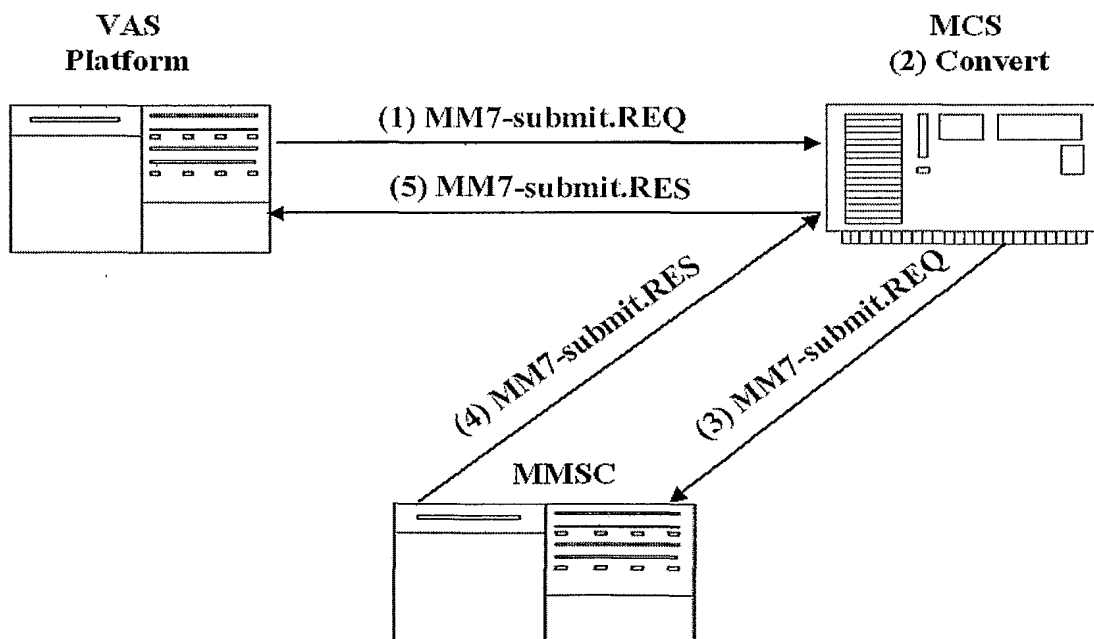 VAS
Platform
MCS
(2) Convert
(1) MM7-submit.REQ
(5) MM7-submit.RES
(4) MM7-submit.RES
(3) MM7-submit.REQ
MMSC